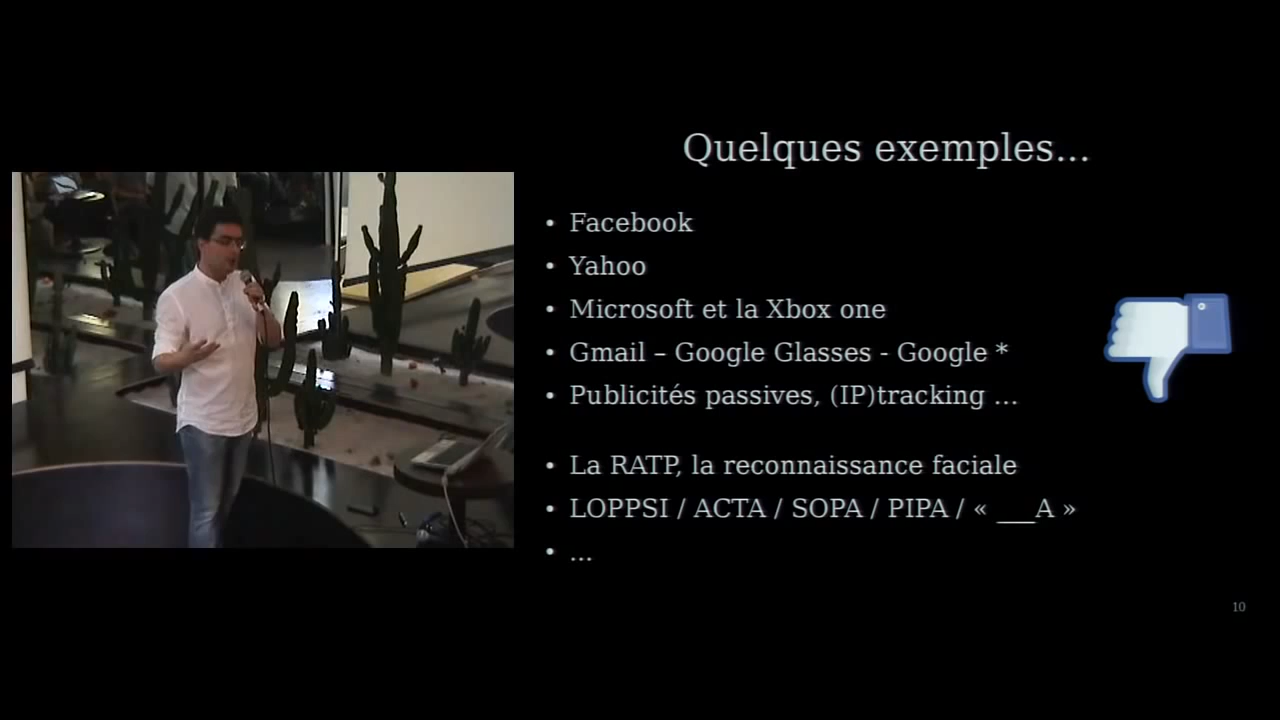 Quelques exemples...
• Facebook
• Yahoo
• Microsoft et la Xbox one
• Gmail – Google Glasses - Google *
• Publicités passives, (IP)tracking ...
• La RATP, la reconnaissance faciale
• LOPPSI / ACTA / SOPA / PIPA / « ___A »
• ...
10